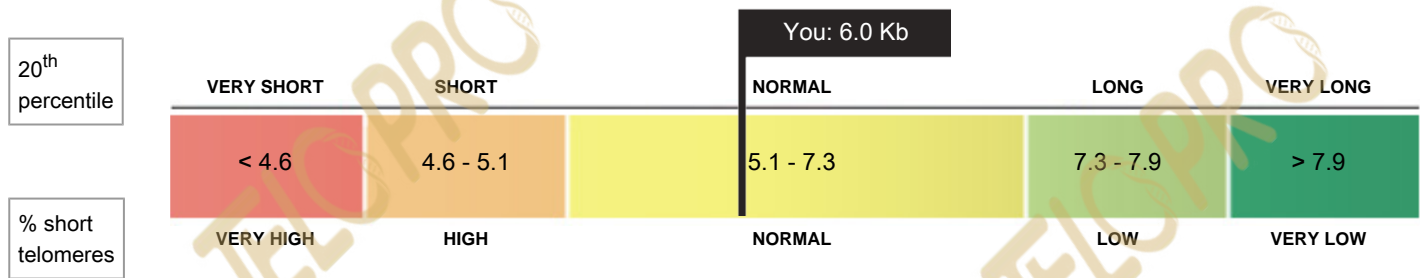 You: 6.0 Kb
20th
percentile
VERY SHORT SHORT NORMAL LONG VERY LONG
< 4.6 4.6 - 5.1 5.1 - 7.3 7.3 - 7.9 > 7.9
% short
telomeres
VERY HIGH HIGH NORMAL LOW VERY LOW
TELOPRO
TELOPRO